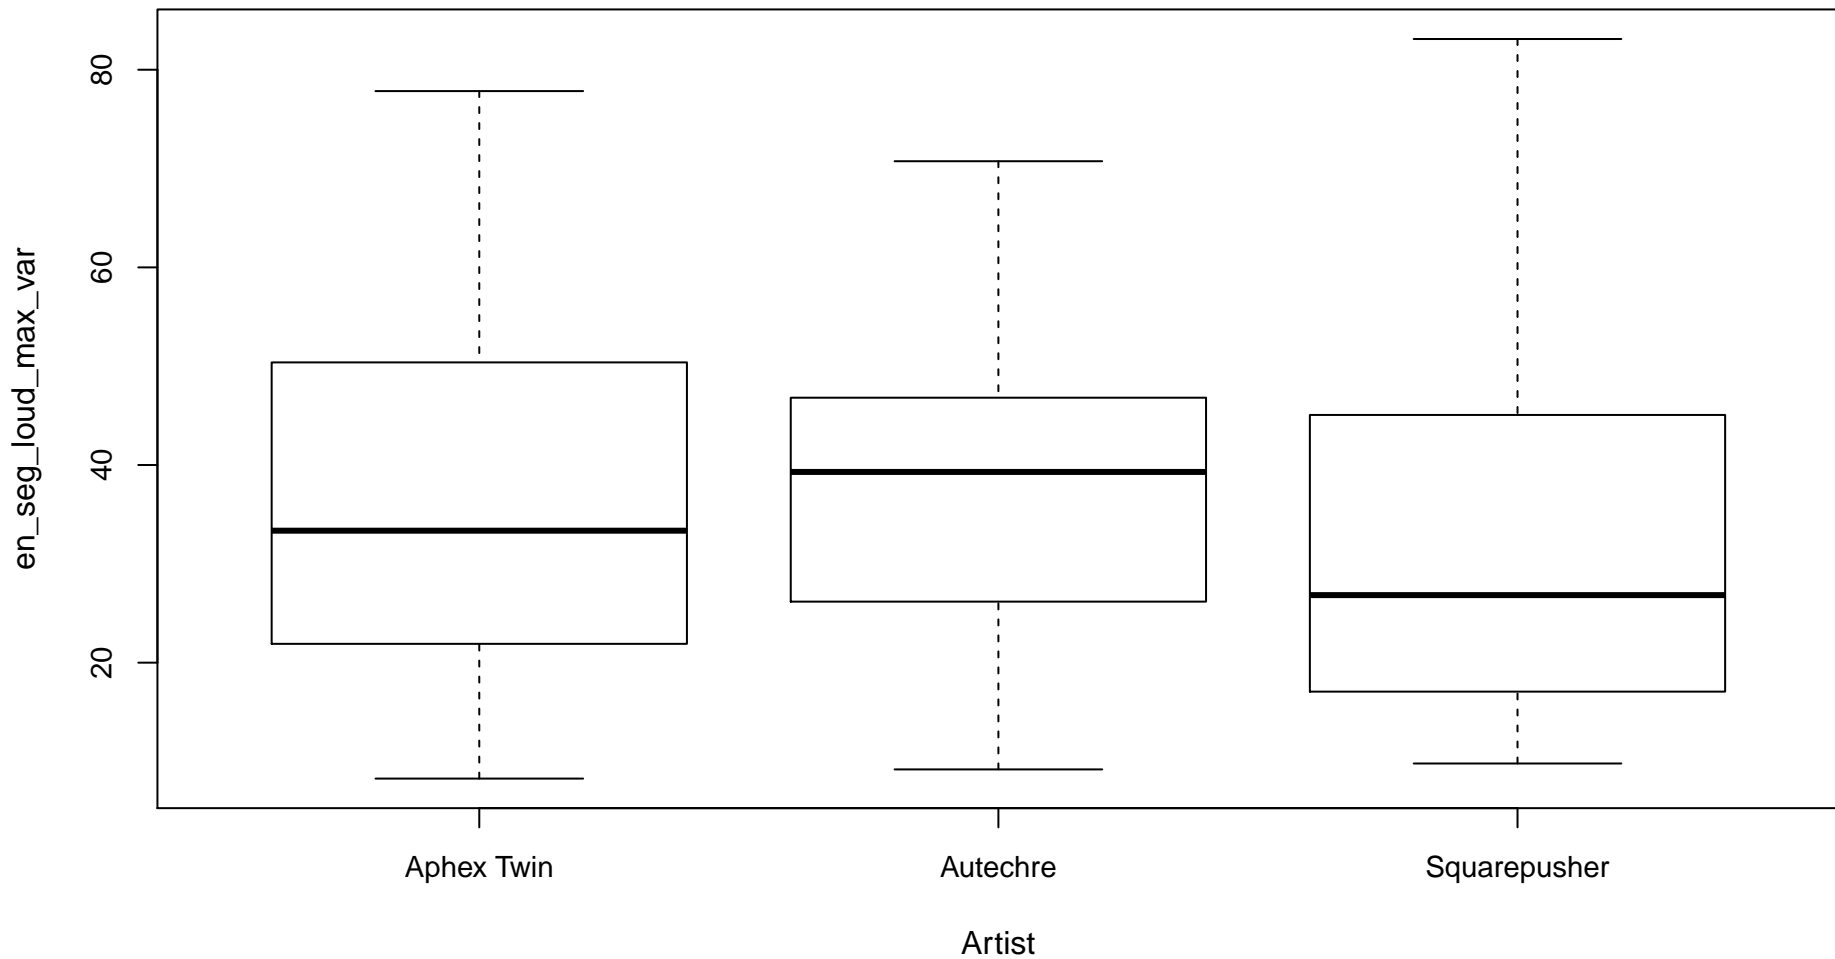 en_seg_loud_max_var
80
60
40
20
Aphex Twin
Autechre
Squarepusher
Artist